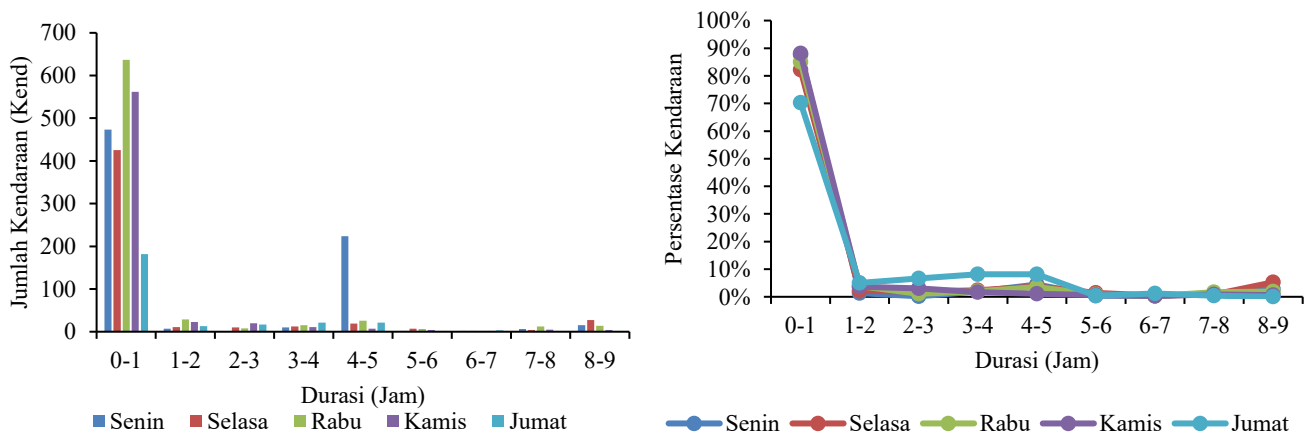 Jumlah Kendaraan (Kend)
700
600
500
400
300
200
100
0
0-1 1-2 2-3 3-4 4-5 5-6 6-7 7-8 8-9
Durasi (Jam)
Senin Selasa Rabu Kamis Jumat
Persentase Kendaraan
100%
90%
80%
70%
60%
50%
40%
30%
20%
10%
0%
0-1 1-2 2-3 3-4 4-5 5-6 6-7 7-8 8-9
Durasi (Jam)
Senin Selasa Rabu Kamis Jumat